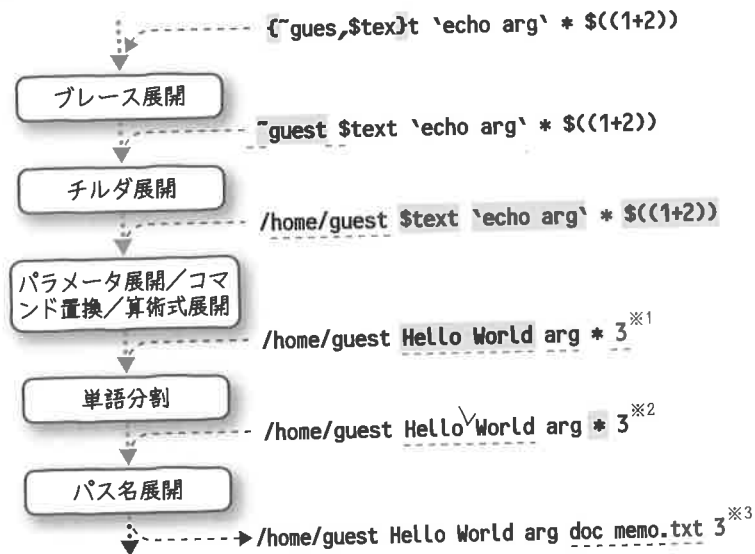 {~gues,$tex}t `echo arg` * $((1+2))
ブレース展開
~guest $text `echo arg` * $((1+2))
チルダ展開
/home/guest $text `echo arg` * $((1+2))
パラメータ展開／コマ
ンド置換／算術式展開
/home/guest Hello World arg * 3※1
単語分割
/home/guest Hello World arg * 3※2
パス名展開
/home/guest Hello World arg doc memo.txt 3※3